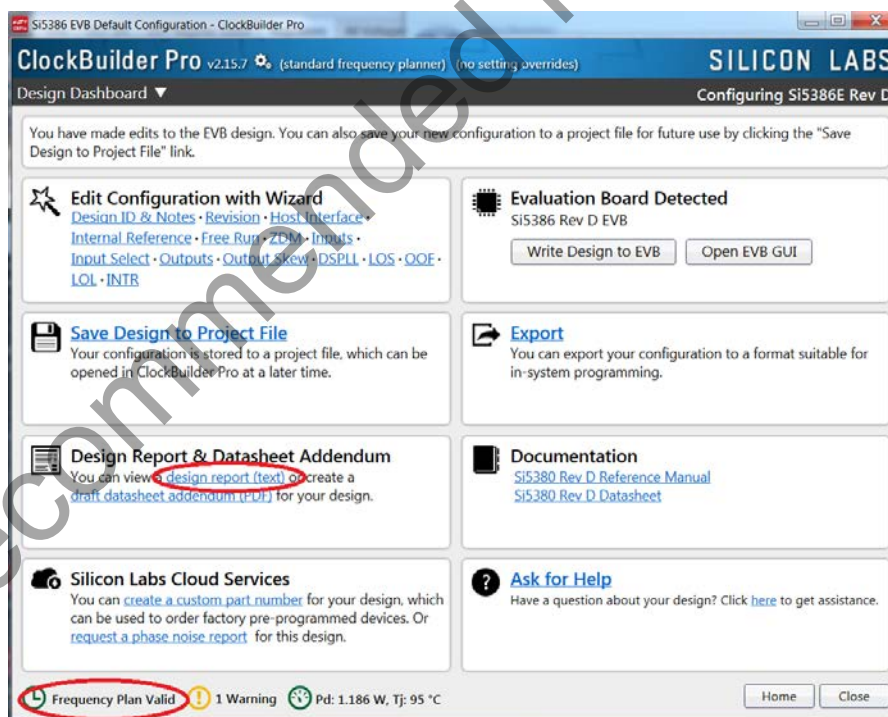 Si5386 EVB Default Configuration - ClockBuilder Pro
ClockBuilder Pro v2.15.7 (standard frequency planner) (no setting overrides)
SILICON LABS
Design Dashboard ▼
Configuring Si5386E Rev D
You have made edits to the EVB design. You can also save your new configuration to a project file for future use by clicking the "Save
Design to Project File" link.
Edit Configuration with Wizard
Design ID & Notes · Revision · Host Interface ·
Internal Reference · Free Run · ZDM · Inputs ·
Input Select · Outputs · Output Skew · DSPLL · LOS · OOF ·
LOL · INTR
Evaluation Board Detected
Si5386 Rev D EVB
Write Design to EVB
Open EVB GUI
Save Design to Project File
Your configuration is stored to a project file, which can be
opened in ClockBuilder Pro at a later time.
Export
You can export your configuration to a format suitable for
in-system programming.
Design Report & Datasheet Addendum
You can view a design report (text) or create a
draft datasheet addendum (PDF) for your design.
Documentation
Si5380 Rev D Reference Manual
Si5380 Rev D Datasheet
Silicon Labs Cloud Services
You can create a custom part number for your design, which
can be used to order factory pre-programmed devices. Or
request a phase noise report for this design.
Ask for Help
Have a question about your design? Click here to get assistance.
Frequency Plan Valid
1 Warning
Pd: 1.186 W, Tj: 95 °C
Home
Close
ecommended